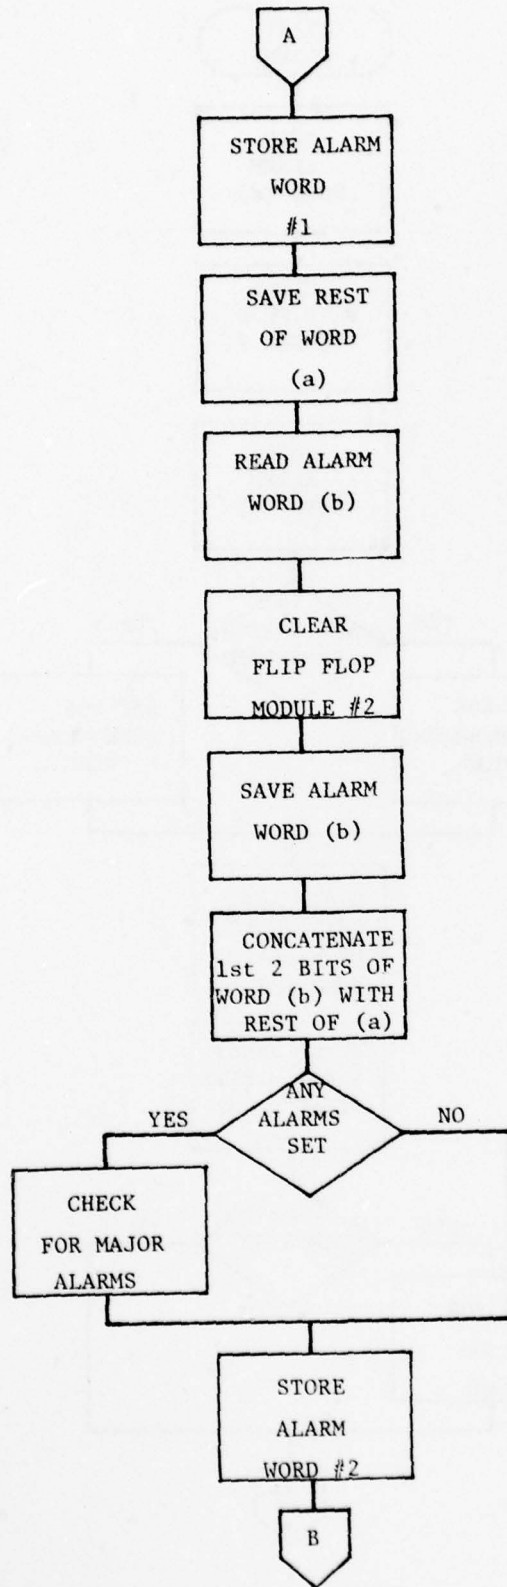 A
STORE ALARM
WORD
#1
SAVE REST
OF WORD
(a)
READ ALARM
WORD (b)
CLEAR
FLIP FLOP
MODULE #2
SAVE ALARM
WORD (b)
CONCATENATE
1st 2 BITS OF
WORD (b) WITH
REST OF (a)
ANY
ALARMS
SET
YES
NO
CHECK
FOR MAJOR
ALARMS
STORE
ALARM
WORD #2
B